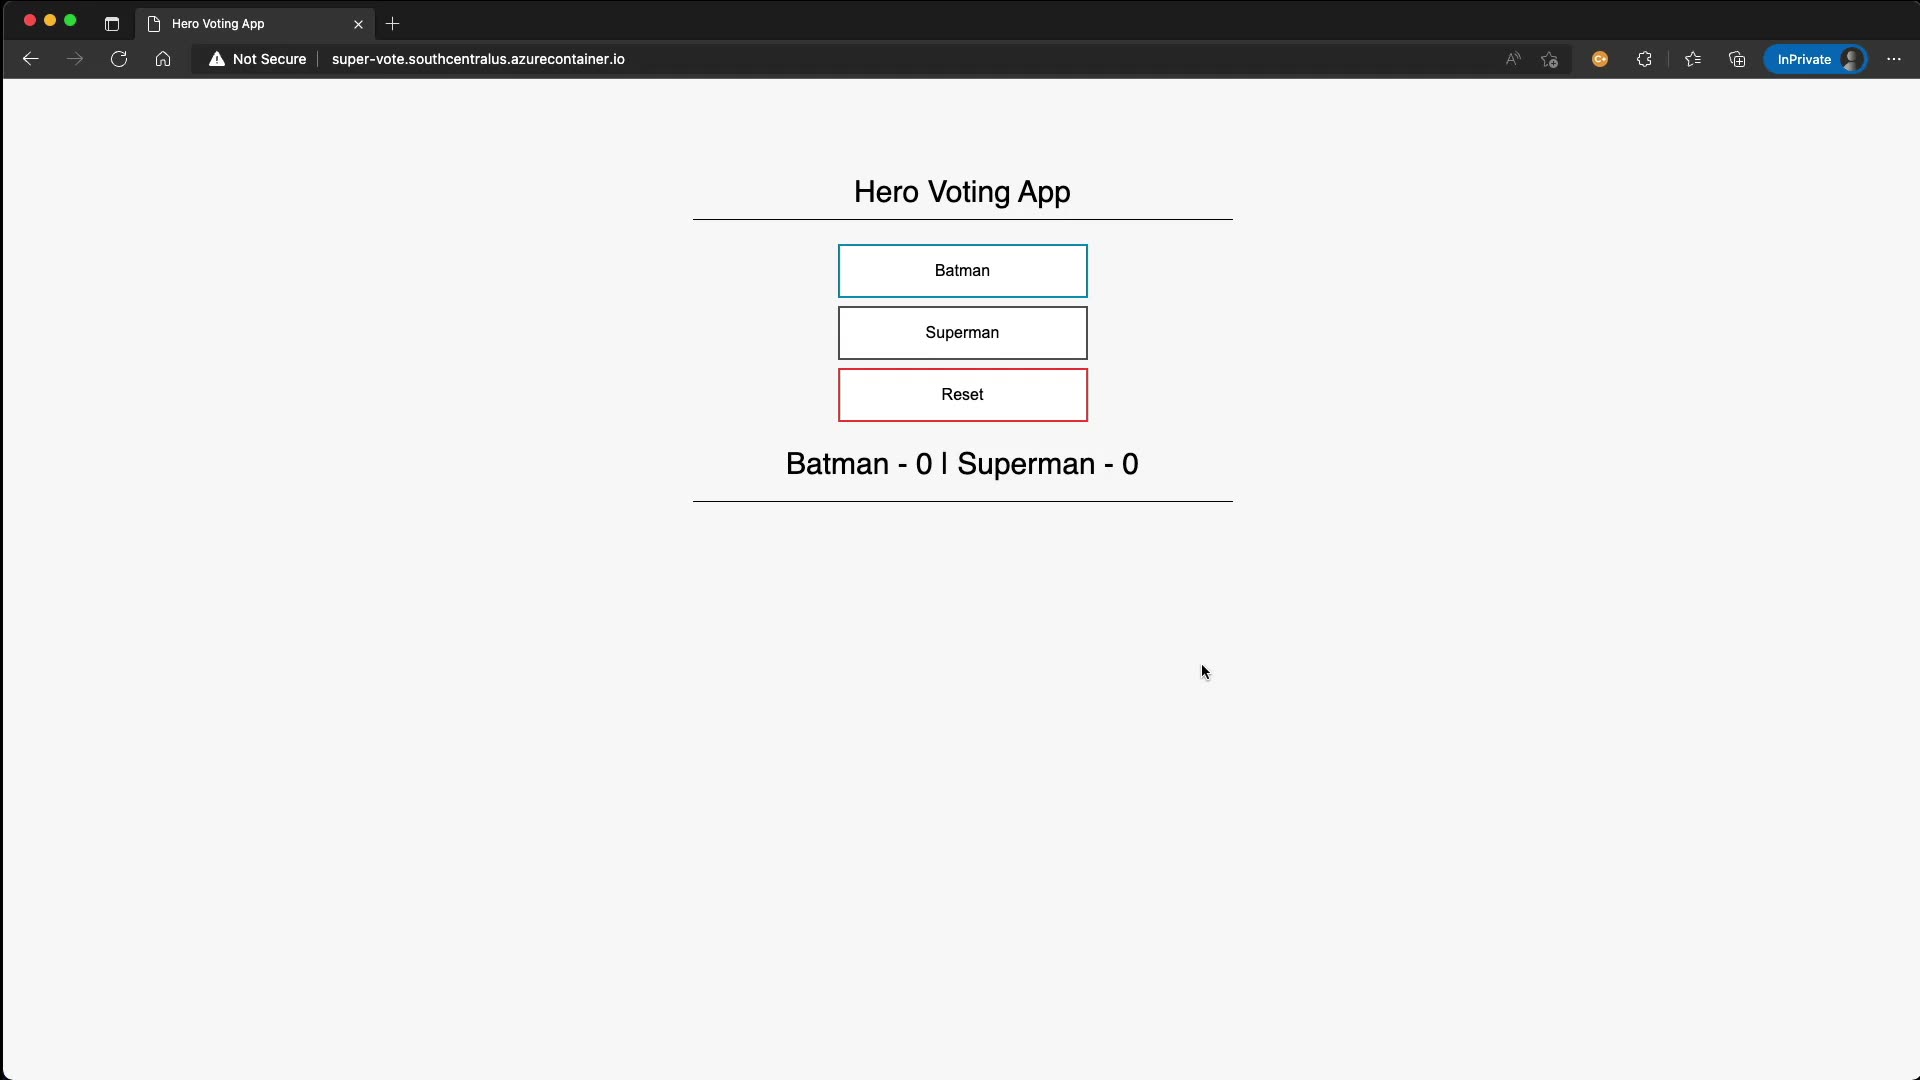 Hero Voting App
Not Secure super-vote.southcentralus.azurecontainer.io InPrivate
Hero Voting App
Batman
Superman
Reset
Batman - 0 | Superman - 0